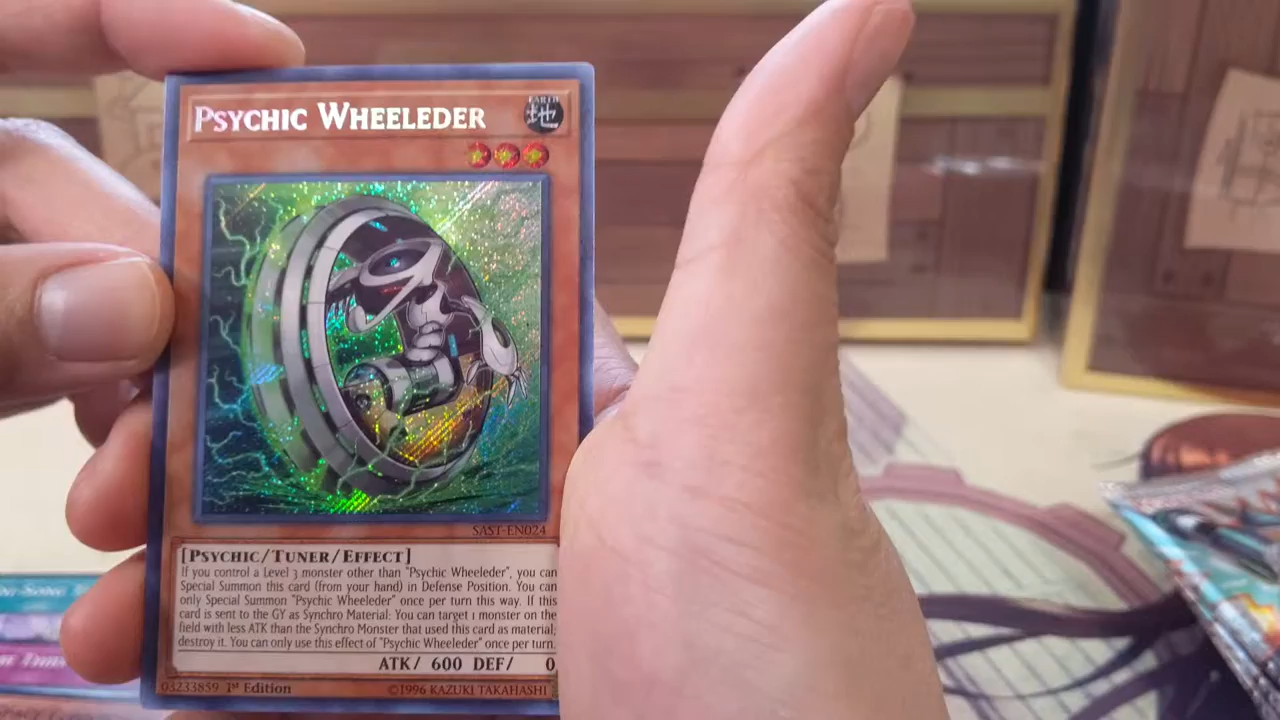 PSYCHIC WHEELEDER
EARTH
地
SAST-EN024
[PSYCHIC/TUNER/EFFECT]
If you control a Level 3 monster other than "Psychic Wheeleder", you can
Special Summon this card (from your hand) in Defense Position. You can
only Special Summon "Psychic Wheeleder" once per turn this way. If this
card is sent to the GY as Synchro Material: You can target 1 monster on the
field with less ATK than the Synchro Monster that used this card as material;
destroy it. You can only use this effect of "Psychic Wheeleder" once per turn.
ATK/ 600 DEF/ 0
03233859 1st Edition ©1996 KAZUKI TAKAHASHI